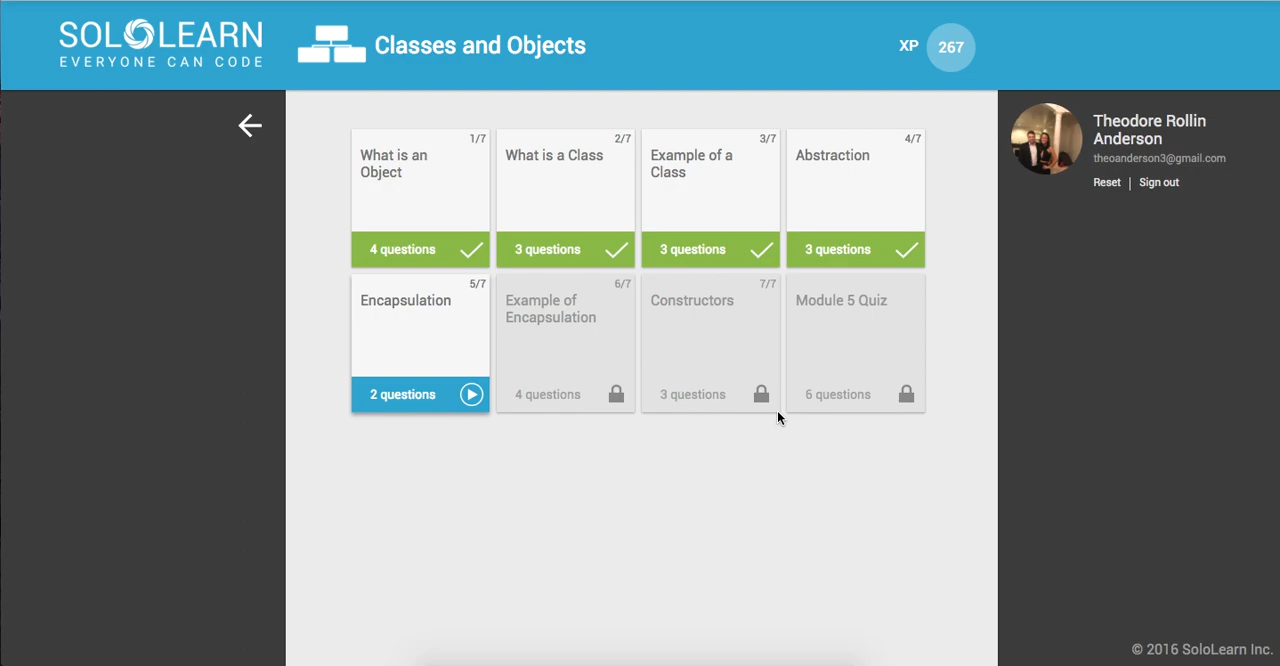 SOLOLEARN
EVERYONE CAN CODE
Classes and Objects
XP 267
1/7
What is an
Object
4 questions
2/7
What is a Class
3 questions
3/7
Example of a
Class
3 questions
4/7
Abstraction
3 questions
5/7
Encapsulation
2 questions
6/7
Example of
Encapsulation
4 questions
7/7
Constructors
3 questions
Module 5 Quiz
6 questions
Theodore Rollin
Anderson
theoanderson3@gmail.com
Reset | Sign out
© 2016 SoloLearn Inc.